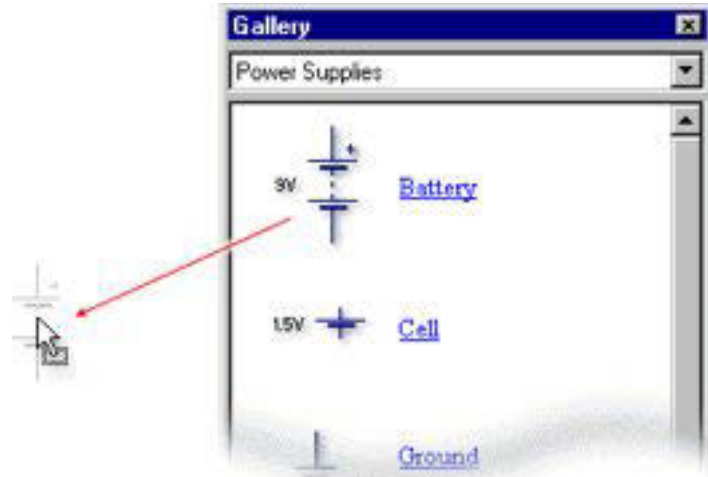 Gallery
Power Supplies
9V
Battery
1.5V
Cell
Ground